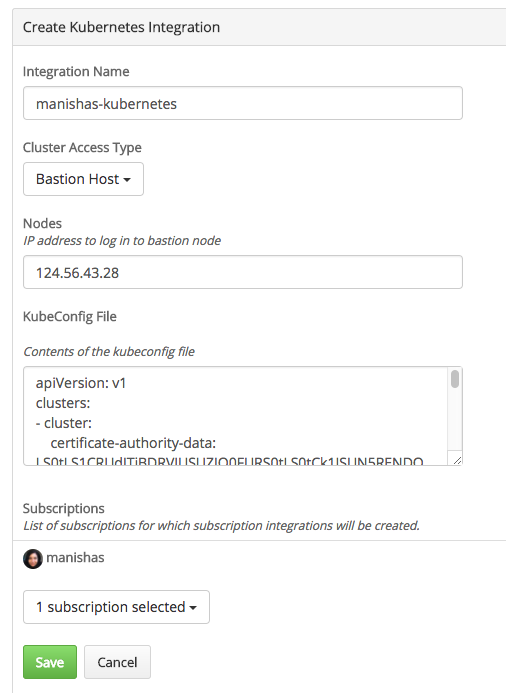 Create Kubernetes Integration
Integration Name
manishas-kubernetes
Cluster Access Type
Bastion Host
Nodes
IP address to log in to bastion node
124.56.43.28
KubeConfig File
Contents of the kubeconfig file
apiVersion: v1
clusters:
- cluster:
certificate-authority-data:
Subscriptions
List of subscriptions for which subscription integrations will be created.
manishas
1 subscription selected
Save
Cancel